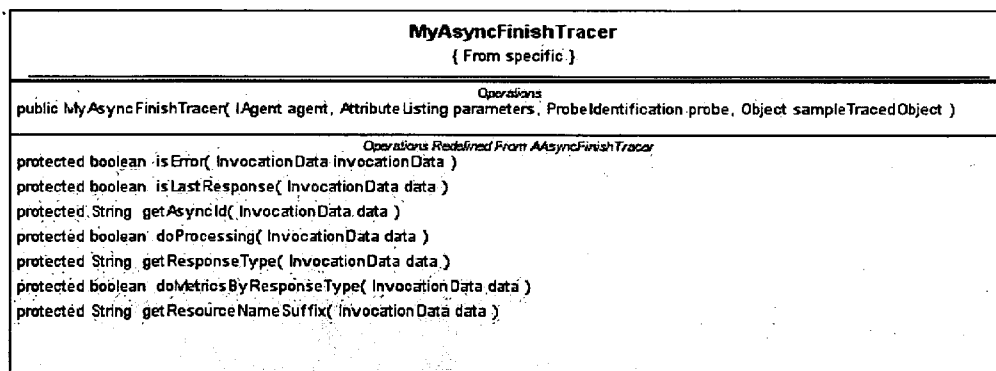 MyAsyncFinishTracer
{ From specific }
Operations
public MyAsyncFinishTracer( IAgent agent, AttributeListing parameters, ProbeIdentification probe, Object sampleTracedObject )
Operations Redefined From AAsyncFinishTracer
protected boolean isError( InvocationData invocationData )
protected boolean isLastResponse( InvocationData data )
protected String getAsyncId( InvocationData data )
protected boolean doProcessing( InvocationData data )
protected String getResponseType( InvocationData data )
protected boolean doMetricsByResponseType( InvocationData data )
protected String getResourceNameSuffix( InvocationData data )